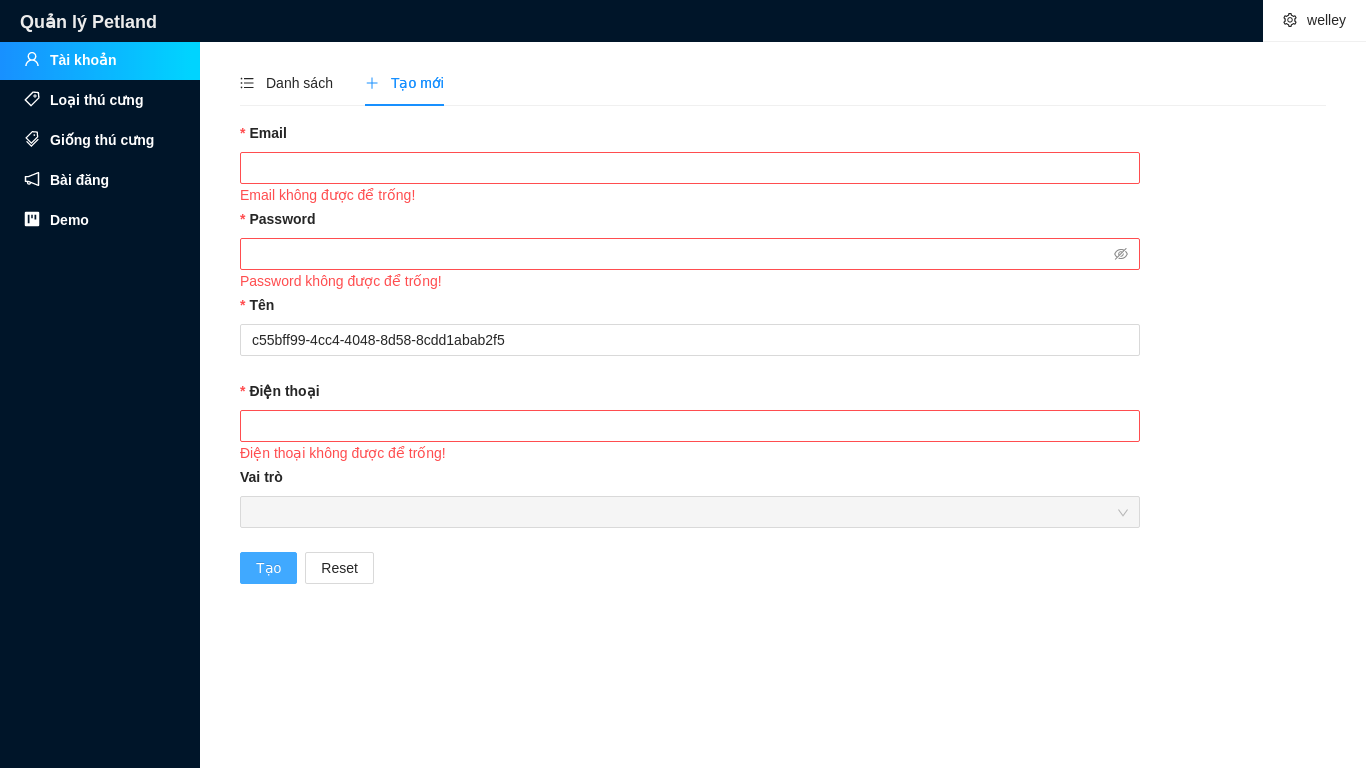 Quản lý Petland
welley
Tài khoản
Loại thú cưng
Giống thú cưng
Bài đăng
Demo
Danh sách
Tạo mới
* Email
Email không được để trống!
* Password
Password không được để trống!
* Tên
c55bff99-4cc4-4048-8d58-8cdd1abab2f5
* Điện thoại
Điện thoại không được để trống!
Vai trò
Tạo
Reset